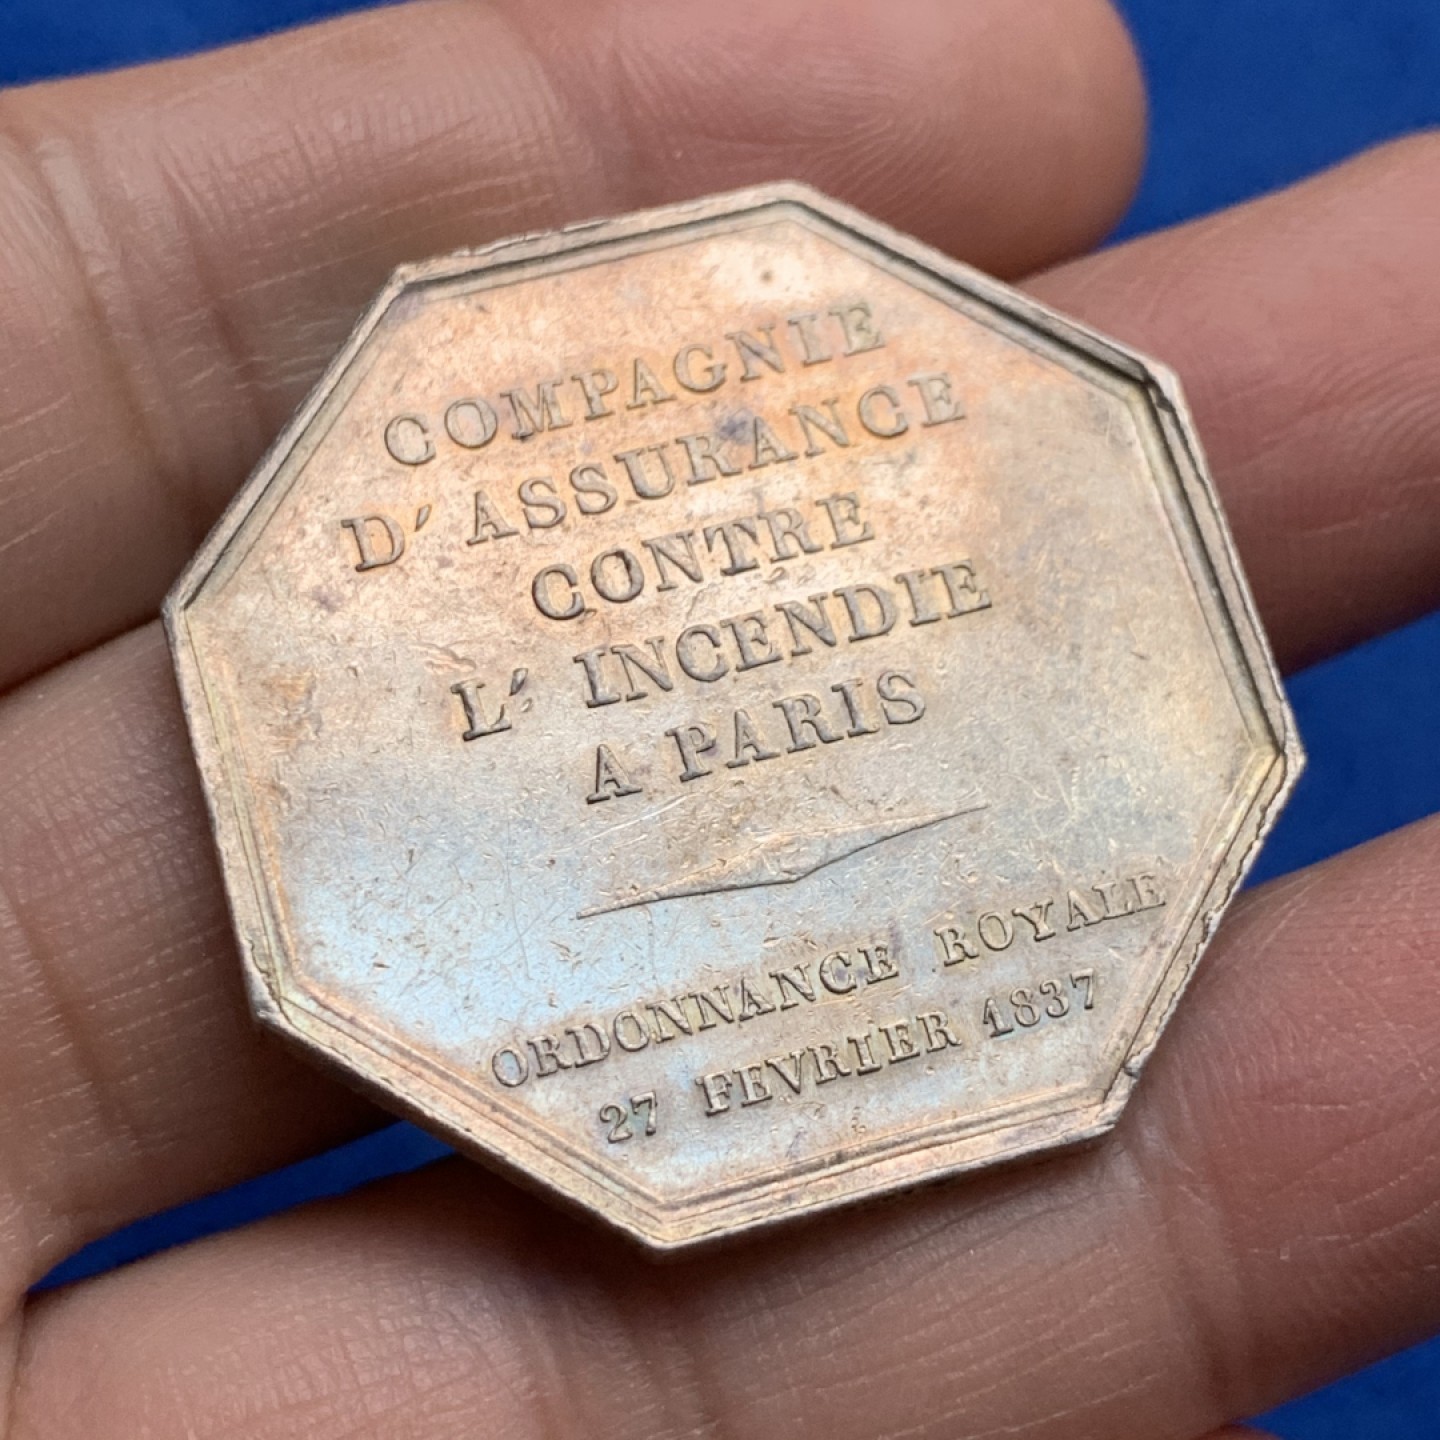 COMPAGNIE
D'ASSURANCE
CONTRE
L'INCENDIE
A PARIS
ORDONNANCE ROYALE
27 FEVRIER 1837